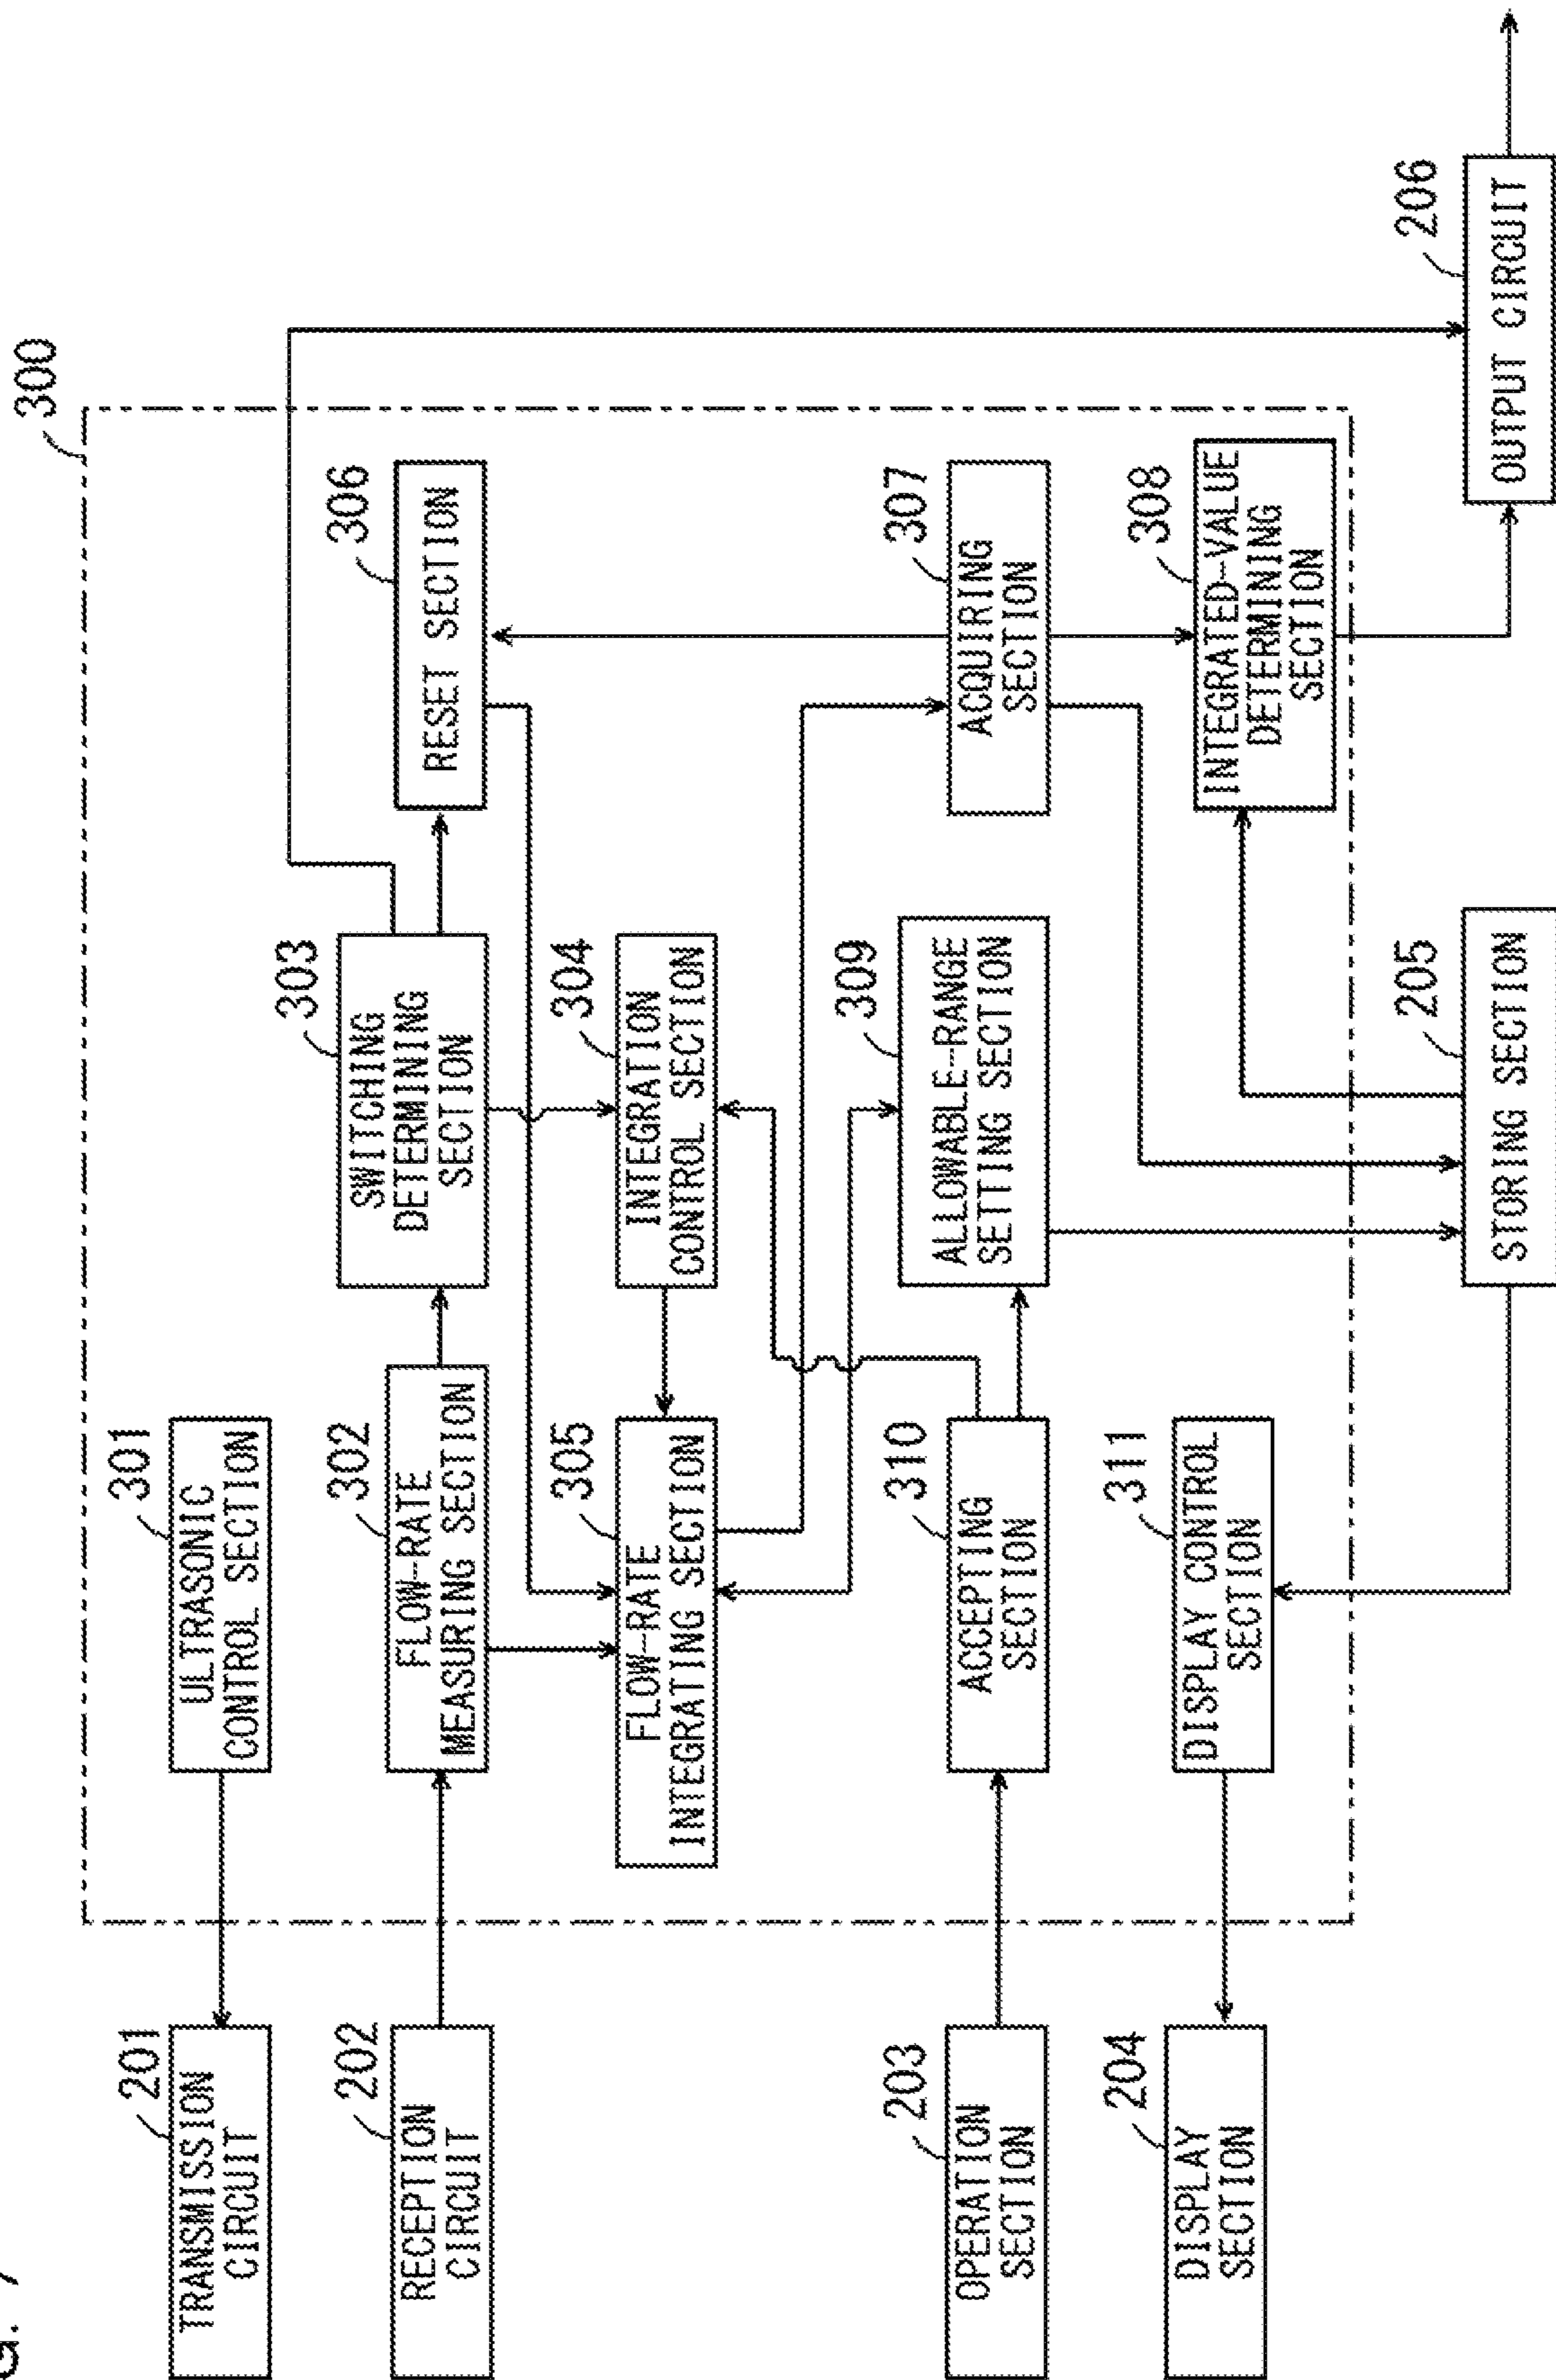 G. 7
300
201
TRANSMISSION
CIRCUIT
301
ULTRASONIC
CONTROL SECTION
202
RECEPTION
CIRCUIT
302
FLOW-RATE
MEASURING SECTION
303
SWITCHING
DETERMINING
SECTION
306
RESET SECTION
305
FLOW-RATE
INTEGRATING SECTION
304
INTEGRATION
CONTROL SECTION
203
OPERATION
SECTION
310
ACCEPTING
SECTION
309
ALLOWABLE-RANGE
SETTING SECTION
307
ACQUIRING
SECTION
204
DISPLAY
SECTION
311
DISPLAY CONTROL
SECTION
308
INTEGRATED-VALUE
DETERMINING
SECTION
205
STORING SECTION
206
OUTPUT CIRCUIT